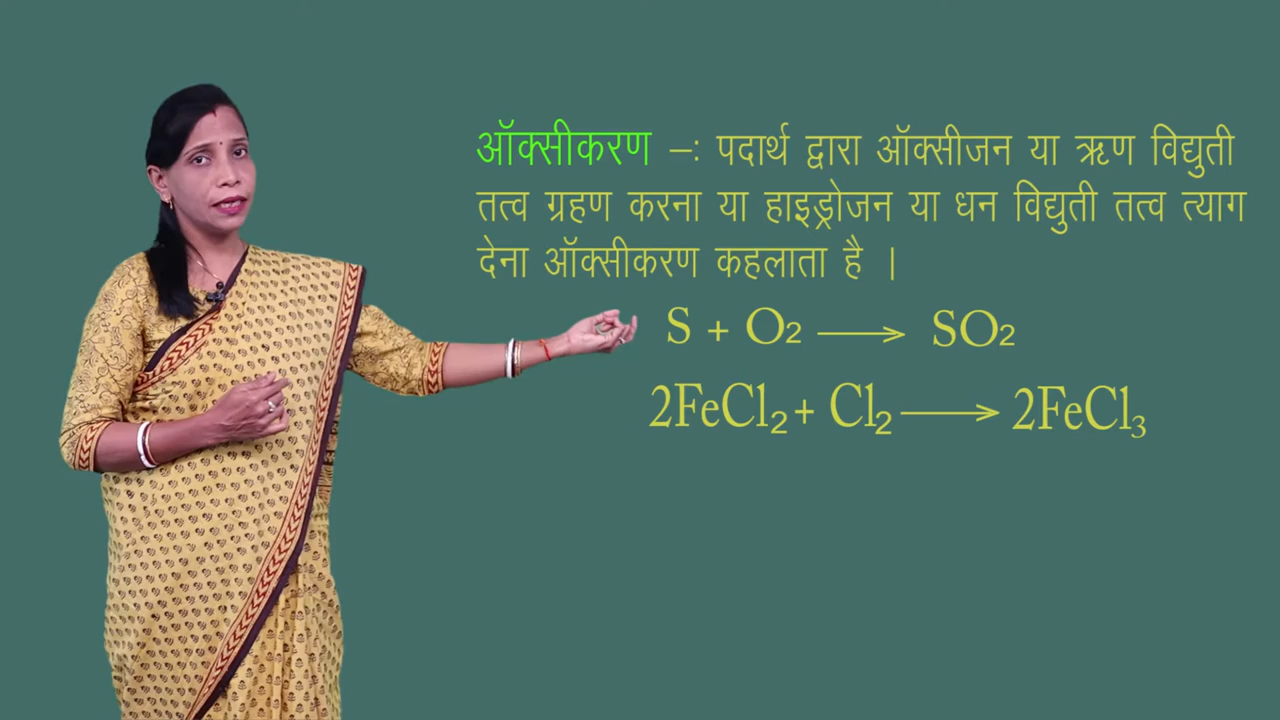 ऑक्सीकरण –: पदार्थ द्वारा ऑक्सीजन या ऋण विद्युती
तत्व ग्रहण करना या हाइड्रोजन या धन विद्युती तत्व त्याग
देना ऑक्सीकरण कहलाता है ।
S + O₂ ⟶ SO₂
2FeCl₂ + Cl₂ ⟶ 2FeCl₃